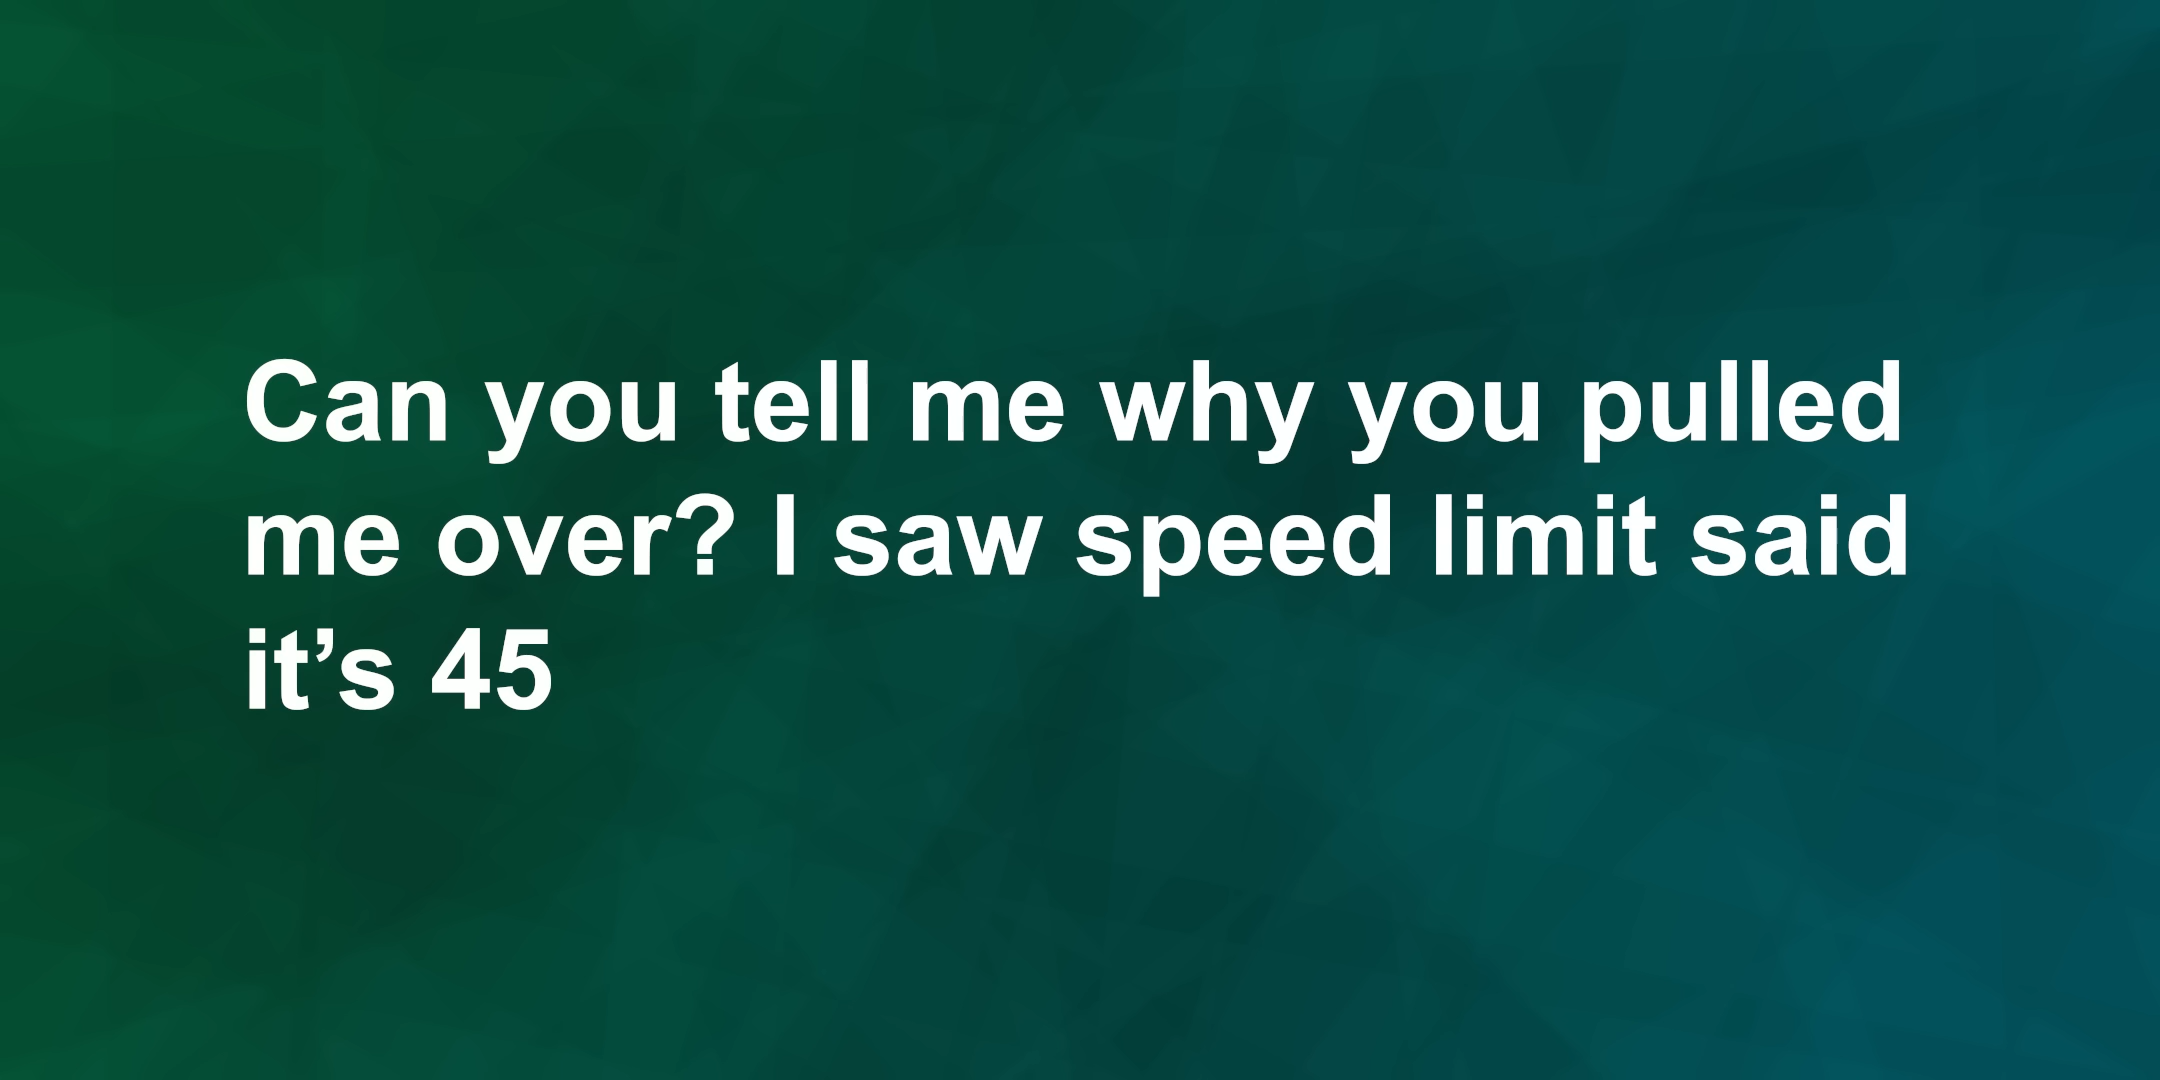 Can you tell me why you pulled
me over? I saw speed limit said
it’s 45